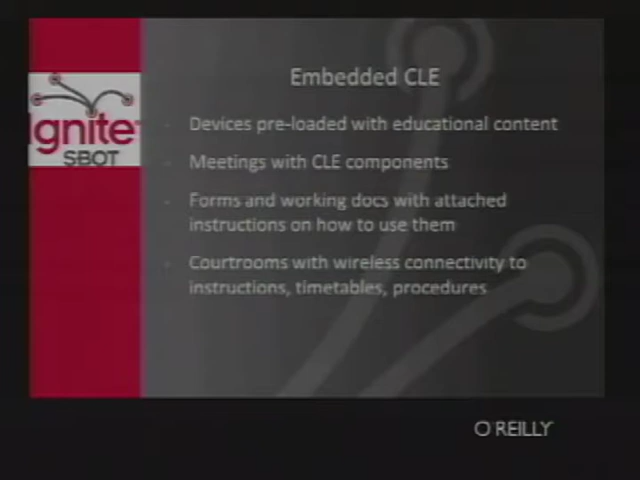 Embedded CLE
Ignite
SBOT
- Devices pre-loaded with educational content
- Meetings with CLE components
- Forms and working docs with attached
instructions on how to use them
- Courtrooms with wireless connectivity to
instructions, timetables, procedures
O'REILLY